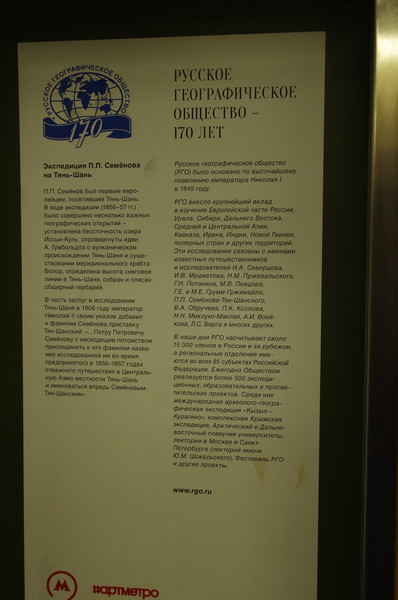 РУССКОЕ ГЕОГРАФИЧЕСКОЕ ОБЩЕСТВО
170
Экспедиция П.П. Семёнова
на Тянь-Шань
П.П. Семёнов был первым евро-
пейцем, посетившим Тянь-Шань.
В ходе экспедиции (1856–57 гг.)
было совершено несколько важных
географических открытий –
установлена бессточность озера
Иссык-Куль, опровергнуты идеи
А. Гумбольдта о вулканическом
происхождении Тянь-Шаня и суще-
ствовании меридионального хребта
Болор, определена высота снеговой
линии в Тянь-Шане, собран и описан
обширный гербарий.
В честь заслуг в исследовании
Тянь-Шаня в 1906 году император
Николай II своим указом добавил
к фамилии Семёнова приставку
Тян-Шанский: «...Петру Петровичу
Семёнову с нисходящим потомством
присоединить к его фамилии назва-
ние исследованной им во время
предпринятого в 1856–1857 годах
отважного путешествия в Централь-
ную Азию местности Тянь-Шань
и именоваться впредь Семёновым-
Тян-Шанским».
РУССКОЕ
ГЕОГРАФИЧЕСКОЕ
ОБЩЕСТВО –
170 ЛЕТ
Русское географическое общество
(РГО) было основано по высочайшему
повелению императора Николая I
в 1845 году.
РГО внесло крупнейший вклад
в изучение Европейской части России,
Урала, Сибири, Дальнего Востока,
Средней и Центральной Азии,
Кавказа, Ирана, Индии, Новой Гвинеи,
полярных стран и других территорий.
Эти исследования связаны с именами
известных путешественников
и исследователей Н.А. Северцова,
И.В. Мушкетова, Н.М. Пржевальского,
Г.Н. Потанина, М.В. Певцова,
Г.Е. и М.Е. Грумм-Гржимайло,
П.П. Семёнова-Тян-Шанского,
В.А. Обручева, П.К. Козлова,
Н.Н. Миклухо-Маклая, А.И. Воей-
кова, Л.С. Берга и многих других.
В наши дни РГО насчитывает около
15 000 членов в России и за рубежом,
а региональные отделения име-
ются во всех 85 субъектах Российской
Федерации. Ежегодно Обществом
реализуется более 500 экспеди-
ционных, образовательных и просве-
тительских проектов. Среди них
международная археолого-геогра-
фическая экспедиция «Кызыл –
Курагино», комплексная Крымская
экспедиция, Арктический и Дальне-
восточный плавучие университеты,
лектории в Москве и Санкт-
Петербурге (лекторий имени
Ю.М. Шокальского), Фестиваль РГО
и другие проекты.
www.rgo.ru
М
#артметро